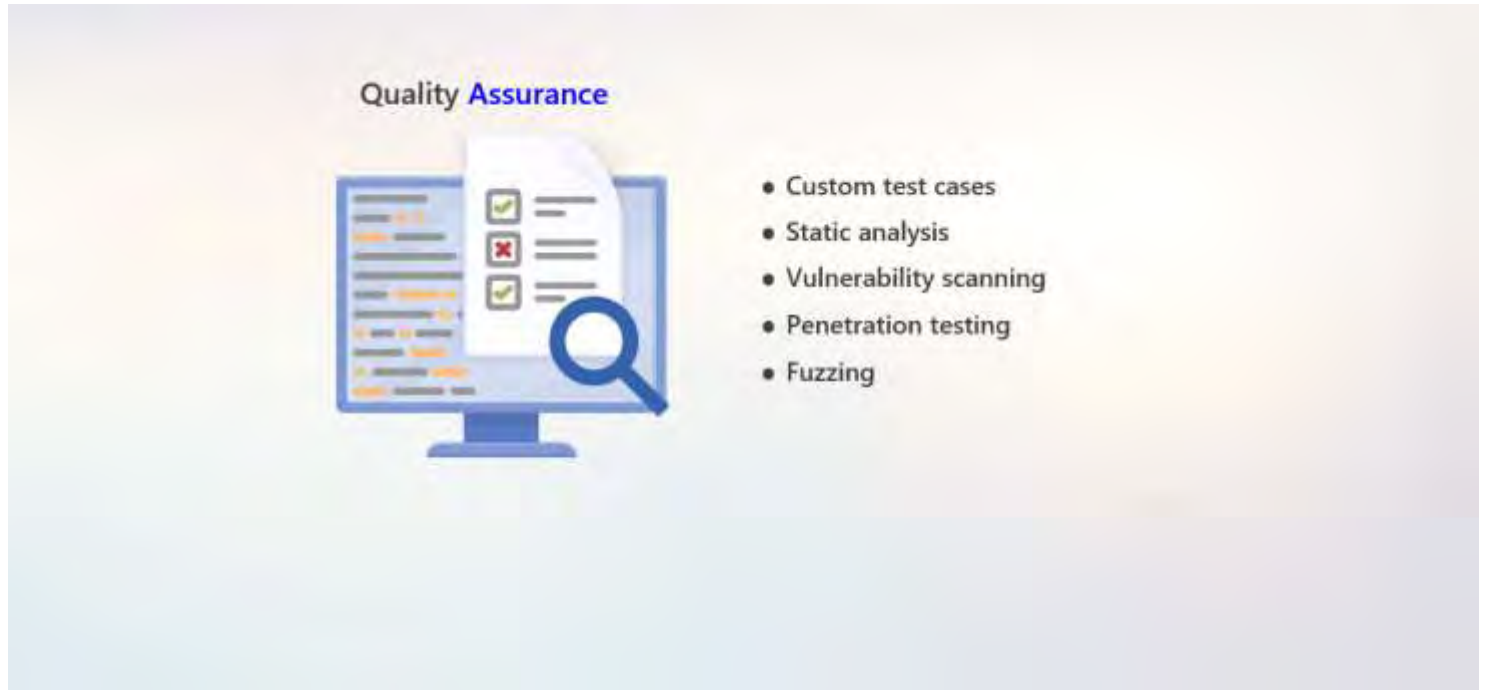 Quality Assurance
• Custom test cases
• Static analysis
• Vulnerability scanning
• Penetration testing
• Fuzzing